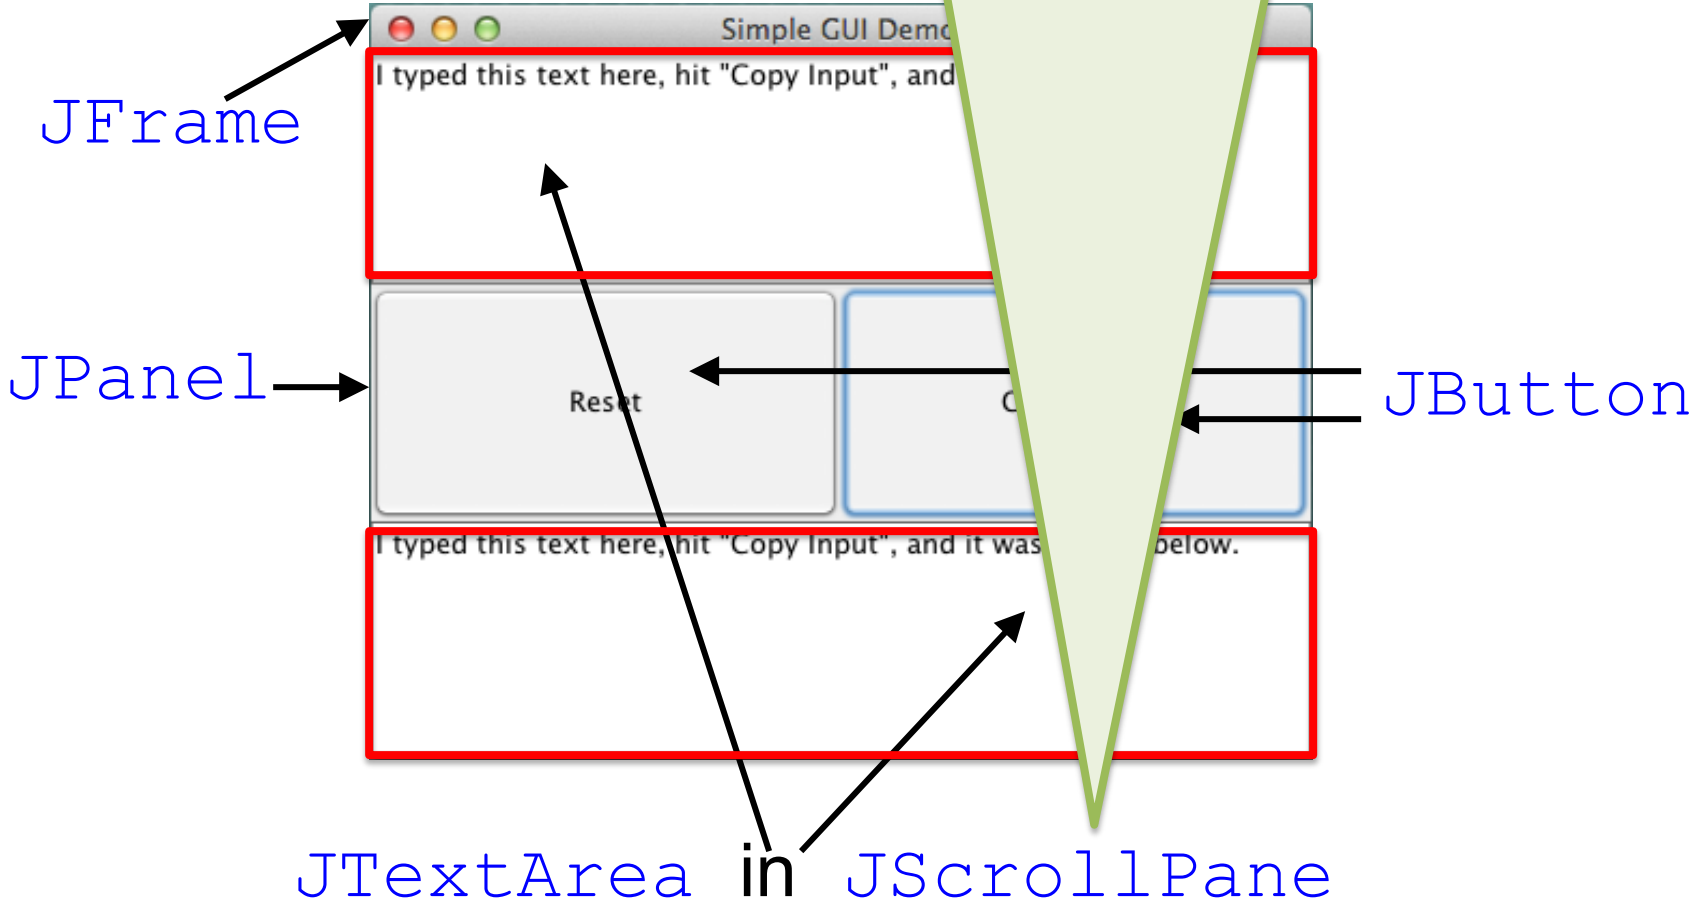 Simple GUI Demo
I typed this text here, hit "Copy Input", and
JFrame
JPanel
Reset
JButton
I typed this text here, hit "Copy Input", and it was below.
JTextArea in JScrollPane